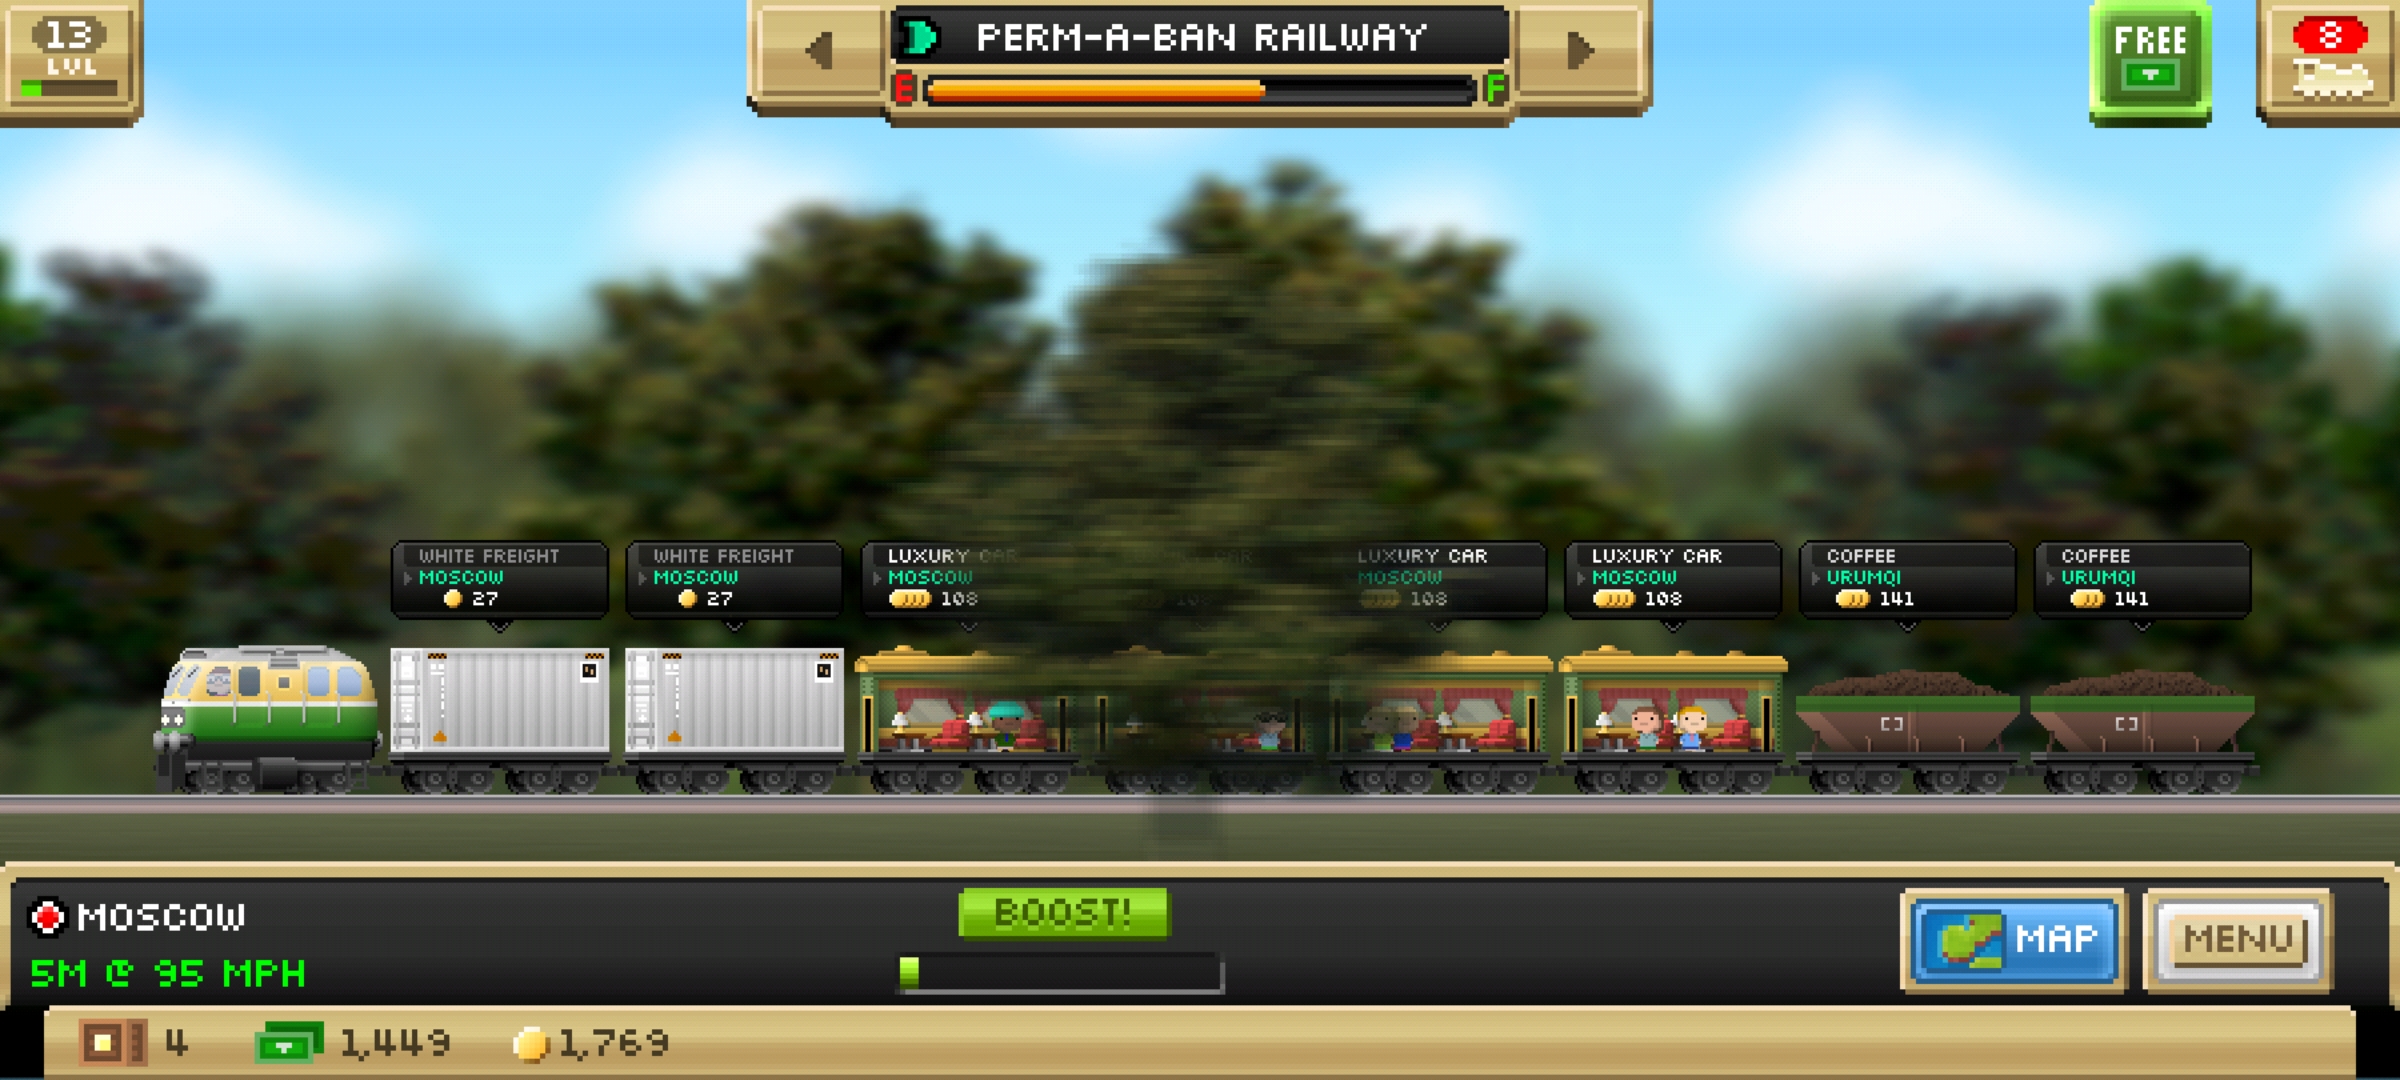 13
LVL
PERM-A-BAN RAILWAY
E
F
FREE
8
WHITE FREIGHT
MOSCOW
27
WHITE FREIGHT
MOSCOW
27
LUXURY CAR
MOSCOW
108
CAR
108
LUXURY CAR
MOSCOW
108
LUXURY CAR
MOSCOW
108
COFFEE
URUMQI
141
COFFEE
URUMQI
141
MOSCOW
5M @ 95 MPH
BOOST!
MAP
MENU
4
1,449
1,769